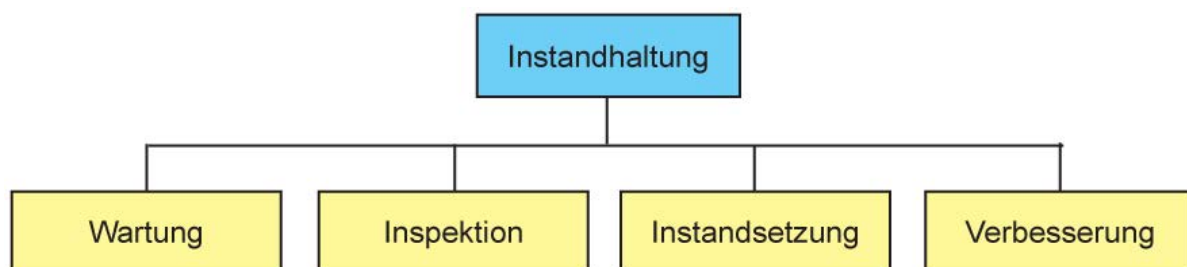 Instandhaltung
Wartung
Inspektion
Instandsetzung
Verbesserung